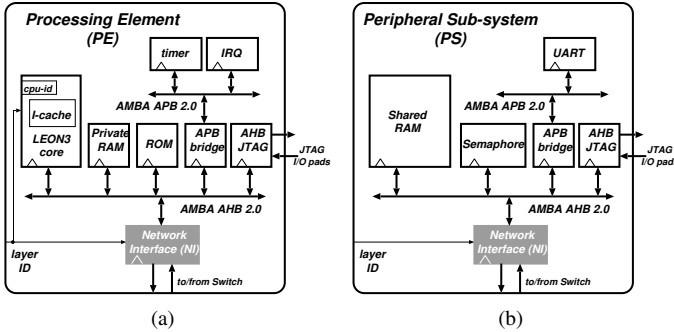 Processing Element
(PE)
timer
IRQ
cpu-id
I-cache
LEON3
core
AMBA APB 2.0
Private
RAM
ROM
APB
bridge
AHB
JTAG
JTAG
I/O pads
AMBA AHB 2.0
layer
ID
Network
Interface (NI)
to/from Switch
(a)
Peripheral Sub-system
(PS)
UART
AMBA APB 2.0
Shared
RAM
Semaphore
APB
bridge
AHB
JTAG
JTAG
I/O pads
AMBA AHB 2.0
layer
ID
Network
Interface (NI)
to/from Switch
(b)